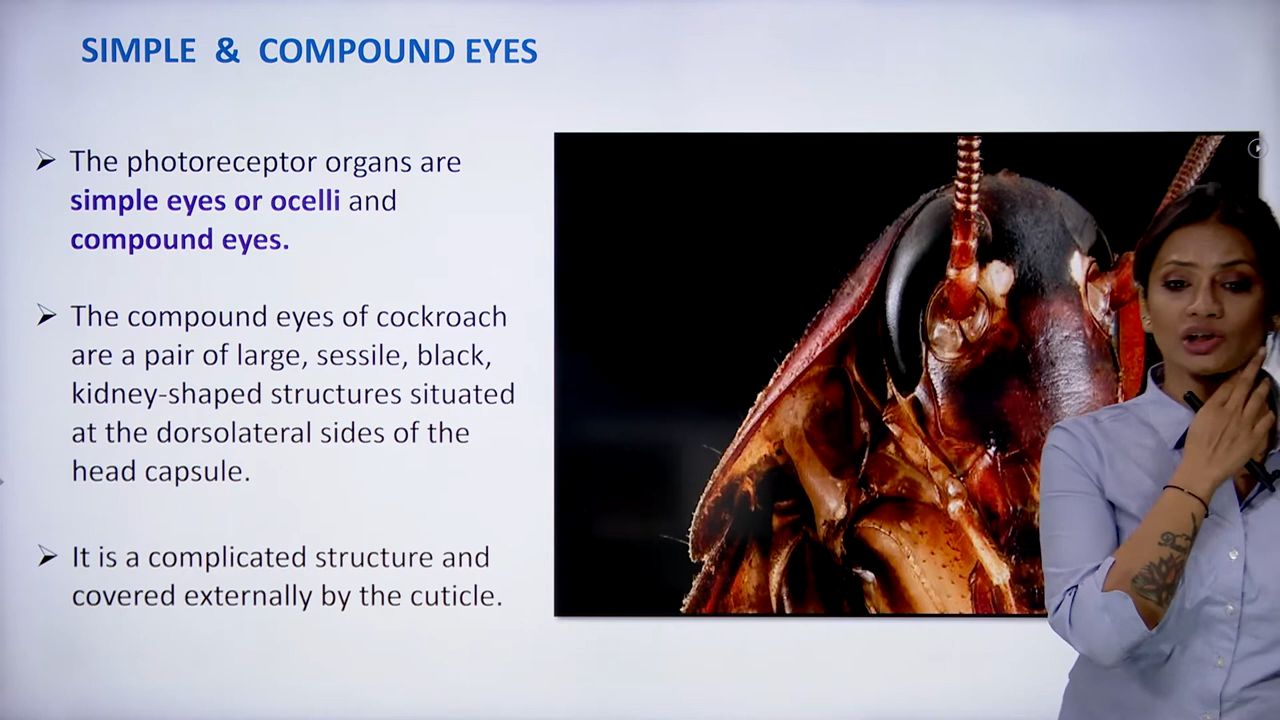 SIMPLE & COMPOUND EYES
➢ The photoreceptor organs are
simple eyes or ocelli and
compound eyes.
➢ The compound eyes of cockroach
are a pair of large, sessile, black,
kidney-shaped structures situated
at the dorsolateral sides of the
head capsule.
➢ It is a complicated structure and
covered externally by the cuticle.